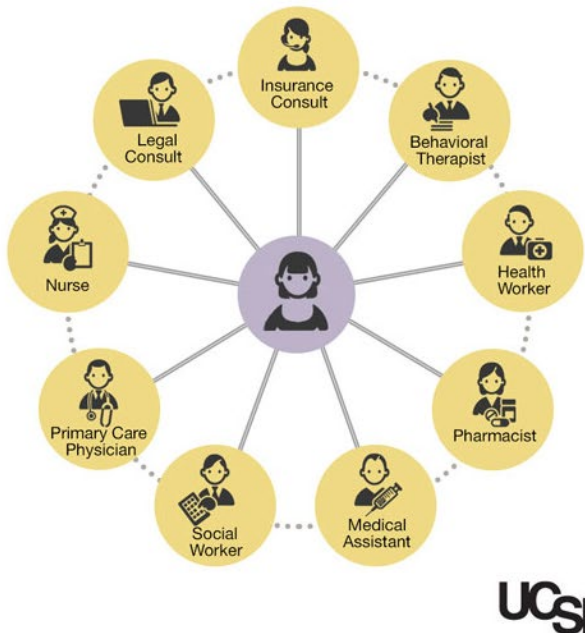 Insurance
Consult
Behavioral
Therapist
Health
Worker
Pharmacist
Medical
Assistant
Social
Worker
Primary Care
Physician
Nurse
Legal
Consult